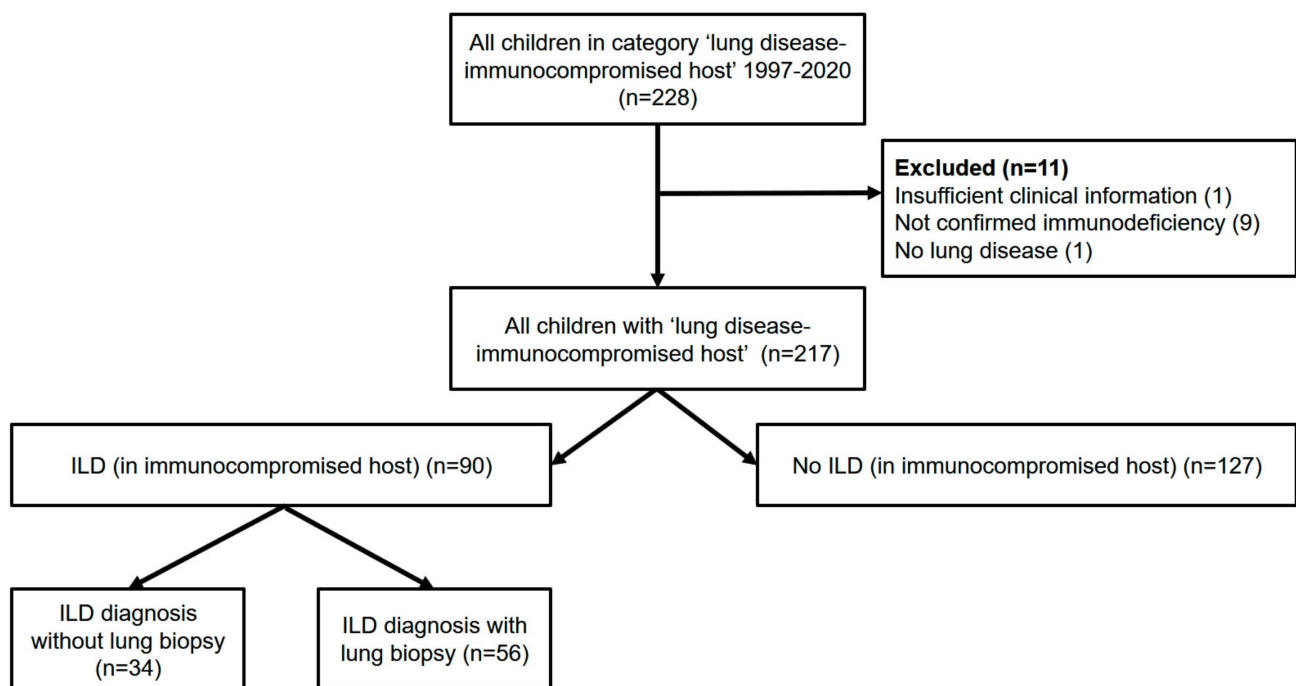 All children in category ‘lung disease-
immunocompromised host’ 1997-2020
(n=228)
Excluded (n=11)
Insufficient clinical information (1)
Not confirmed immunodeficiency (9)
No lung disease (1)
All children with ‘lung disease-
immunocompromised host’ (n=217)
ILD (in immunocompromised host) (n=90)
No ILD (in immunocompromised host) (n=127)
ILD diagnosis
without lung biopsy
(n=34)
ILD diagnosis with
lung biopsy (n=56)